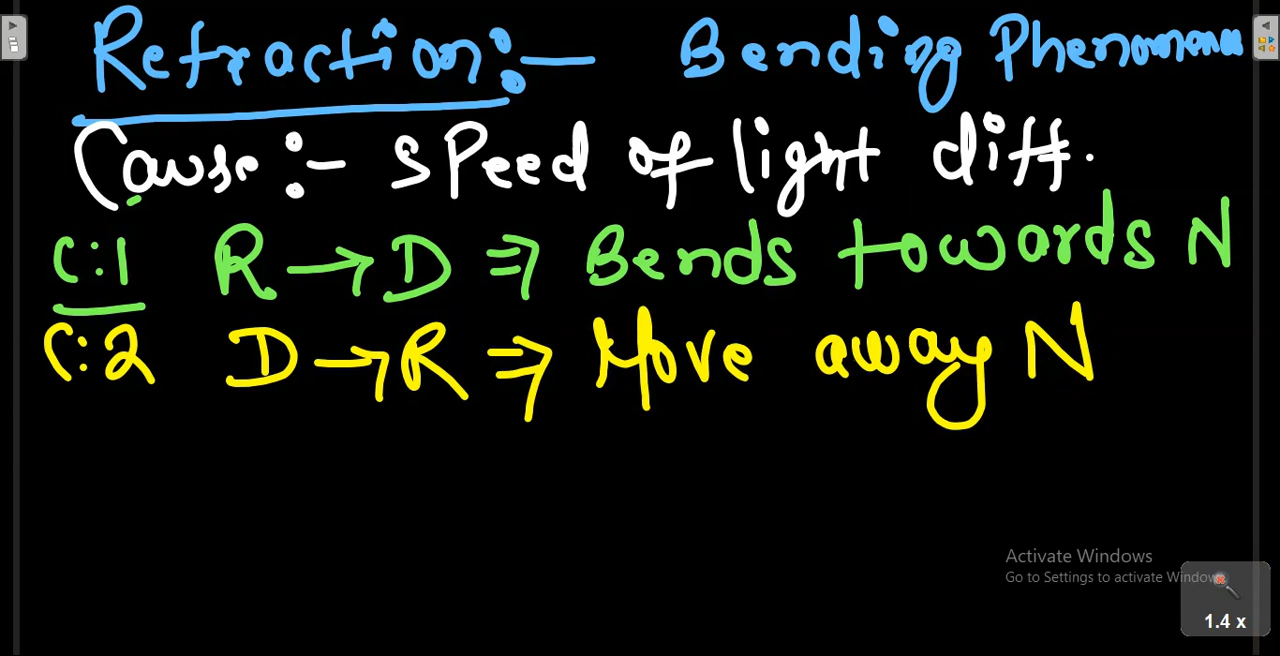 Refraction:— Bending Phenomena
Cause:- Speed of light diff.
C:1 R → D ⇒ Bends towards N
C:2 D → R ⇒ Move away N
Activate Windows
Go to Settings to activate Windows
1.4 x